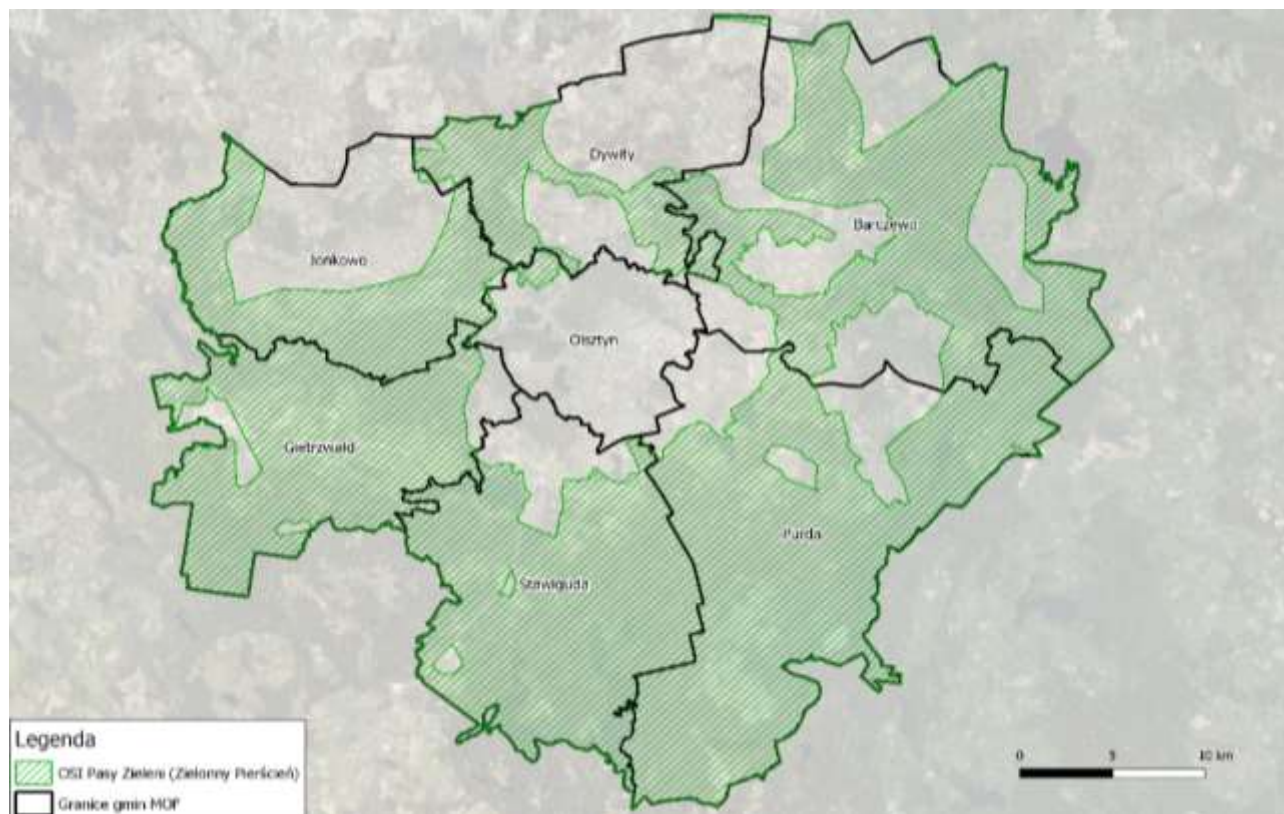 Dywity
Barczewo
Jonkowo
Olsztyn
Gietrzwałd
Purda
Stawiguda
Legenda
OSI Pasy Zieleni (Zielonny Pierścień)
Granice gmin MOF
0 5 10 km